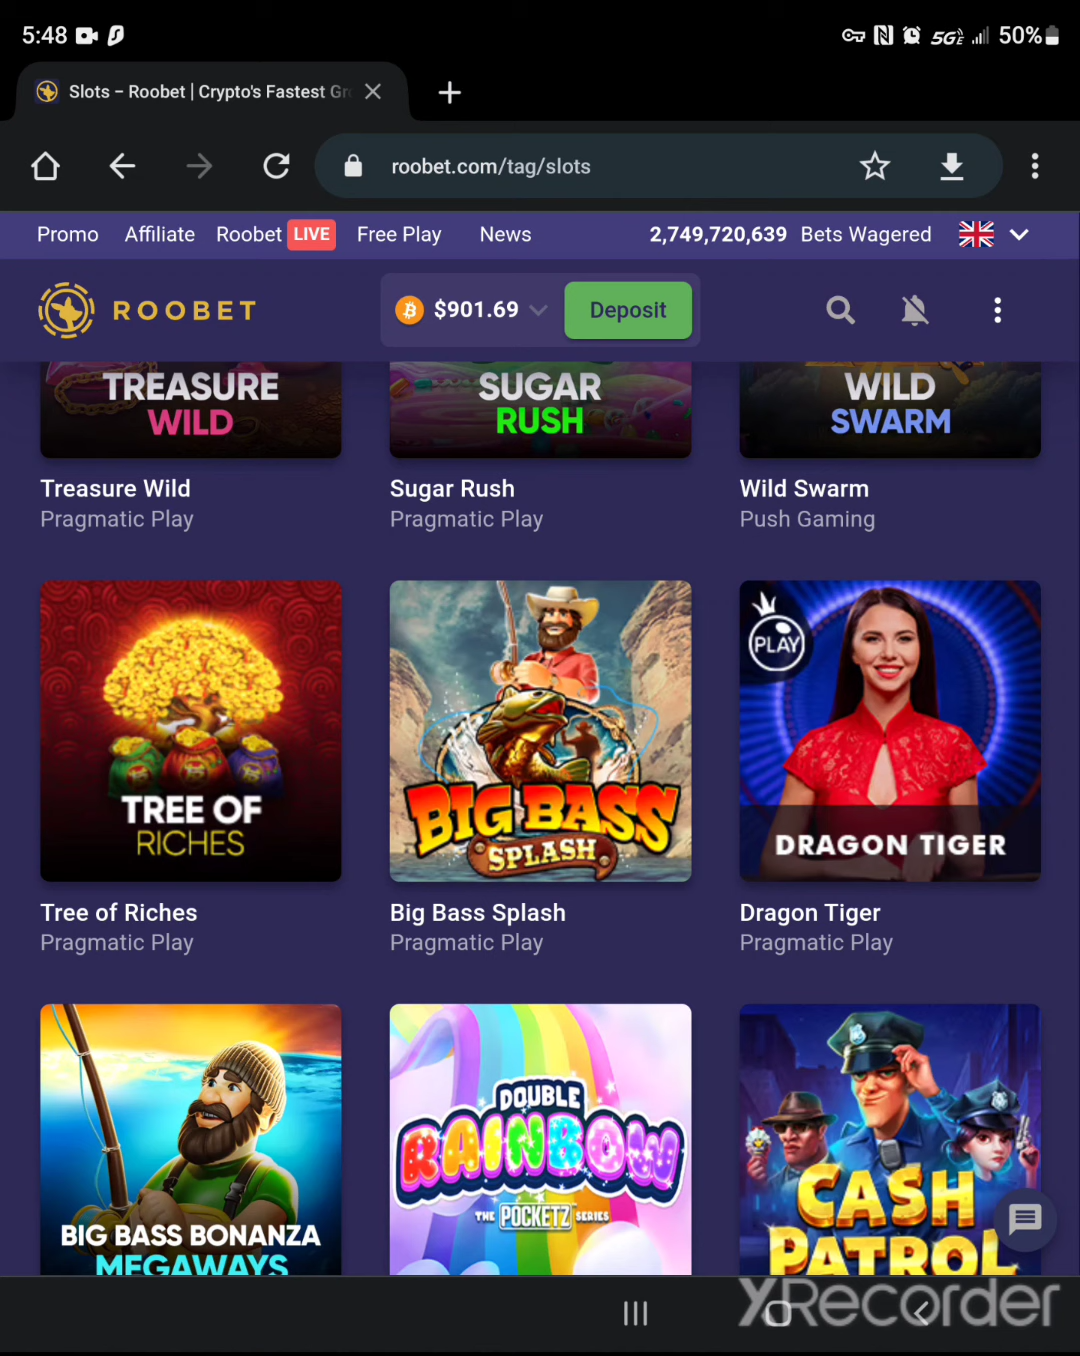 5:48
5G
50%
Slots – Roobet | Crypto's Fastest Gr
roobet.com/tag/slots
Promo Affiliate Roobet LIVE Free Play News 2,749,720,639 Bets Wagered
ROOBET $901.69 Deposit
TREASURE
WILD
SUGAR
RUSH
WILD
SWARM
Treasure Wild Sugar Rush Wild Swarm
Pragmatic Play Pragmatic Play Push Gaming
TREE OF
RICHES
BIG BASS
SPLASH
PLAY
DRAGON TIGER
Tree of Riches Big Bass Splash Dragon Tiger
Pragmatic Play Pragmatic Play Pragmatic Play
BIG BASS BONANZA
MEGAWAYS
DOUBLE
RAINBOW
THE POCKETZ SERIES
CASH
PATROL
XRecorder